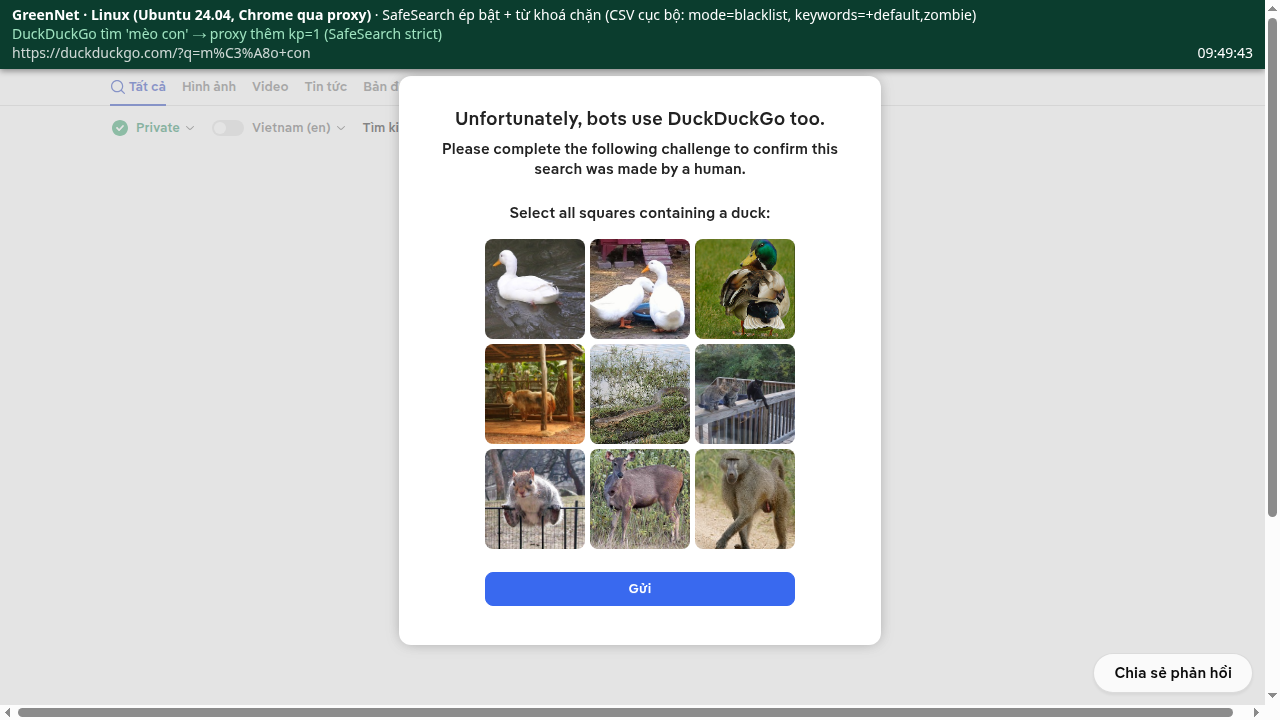 GreenNet · Linux (Ubuntu 24.04, Chrome qua proxy) · SafeSearch ép bật + từ khoá chặn (CSV cục bộ: mode=blacklist, keywords=+default,zombie)
DuckDuckGo tìm 'mèo con' → proxy thêm kp=1 (SafeSearch strict)
https://duckduckgo.com/?q=m%C3%A8o+con 09:49:43
Tất cả Hình ảnh Video Tin tức Bản đ
Private Vietnam (en) Tìm ki
Unfortunately, bots use DuckDuckGo too.
Please complete the following challenge to confirm this
search was made by a human.
Select all squares containing a duck:
Gửi
Chia sẻ phản hồi